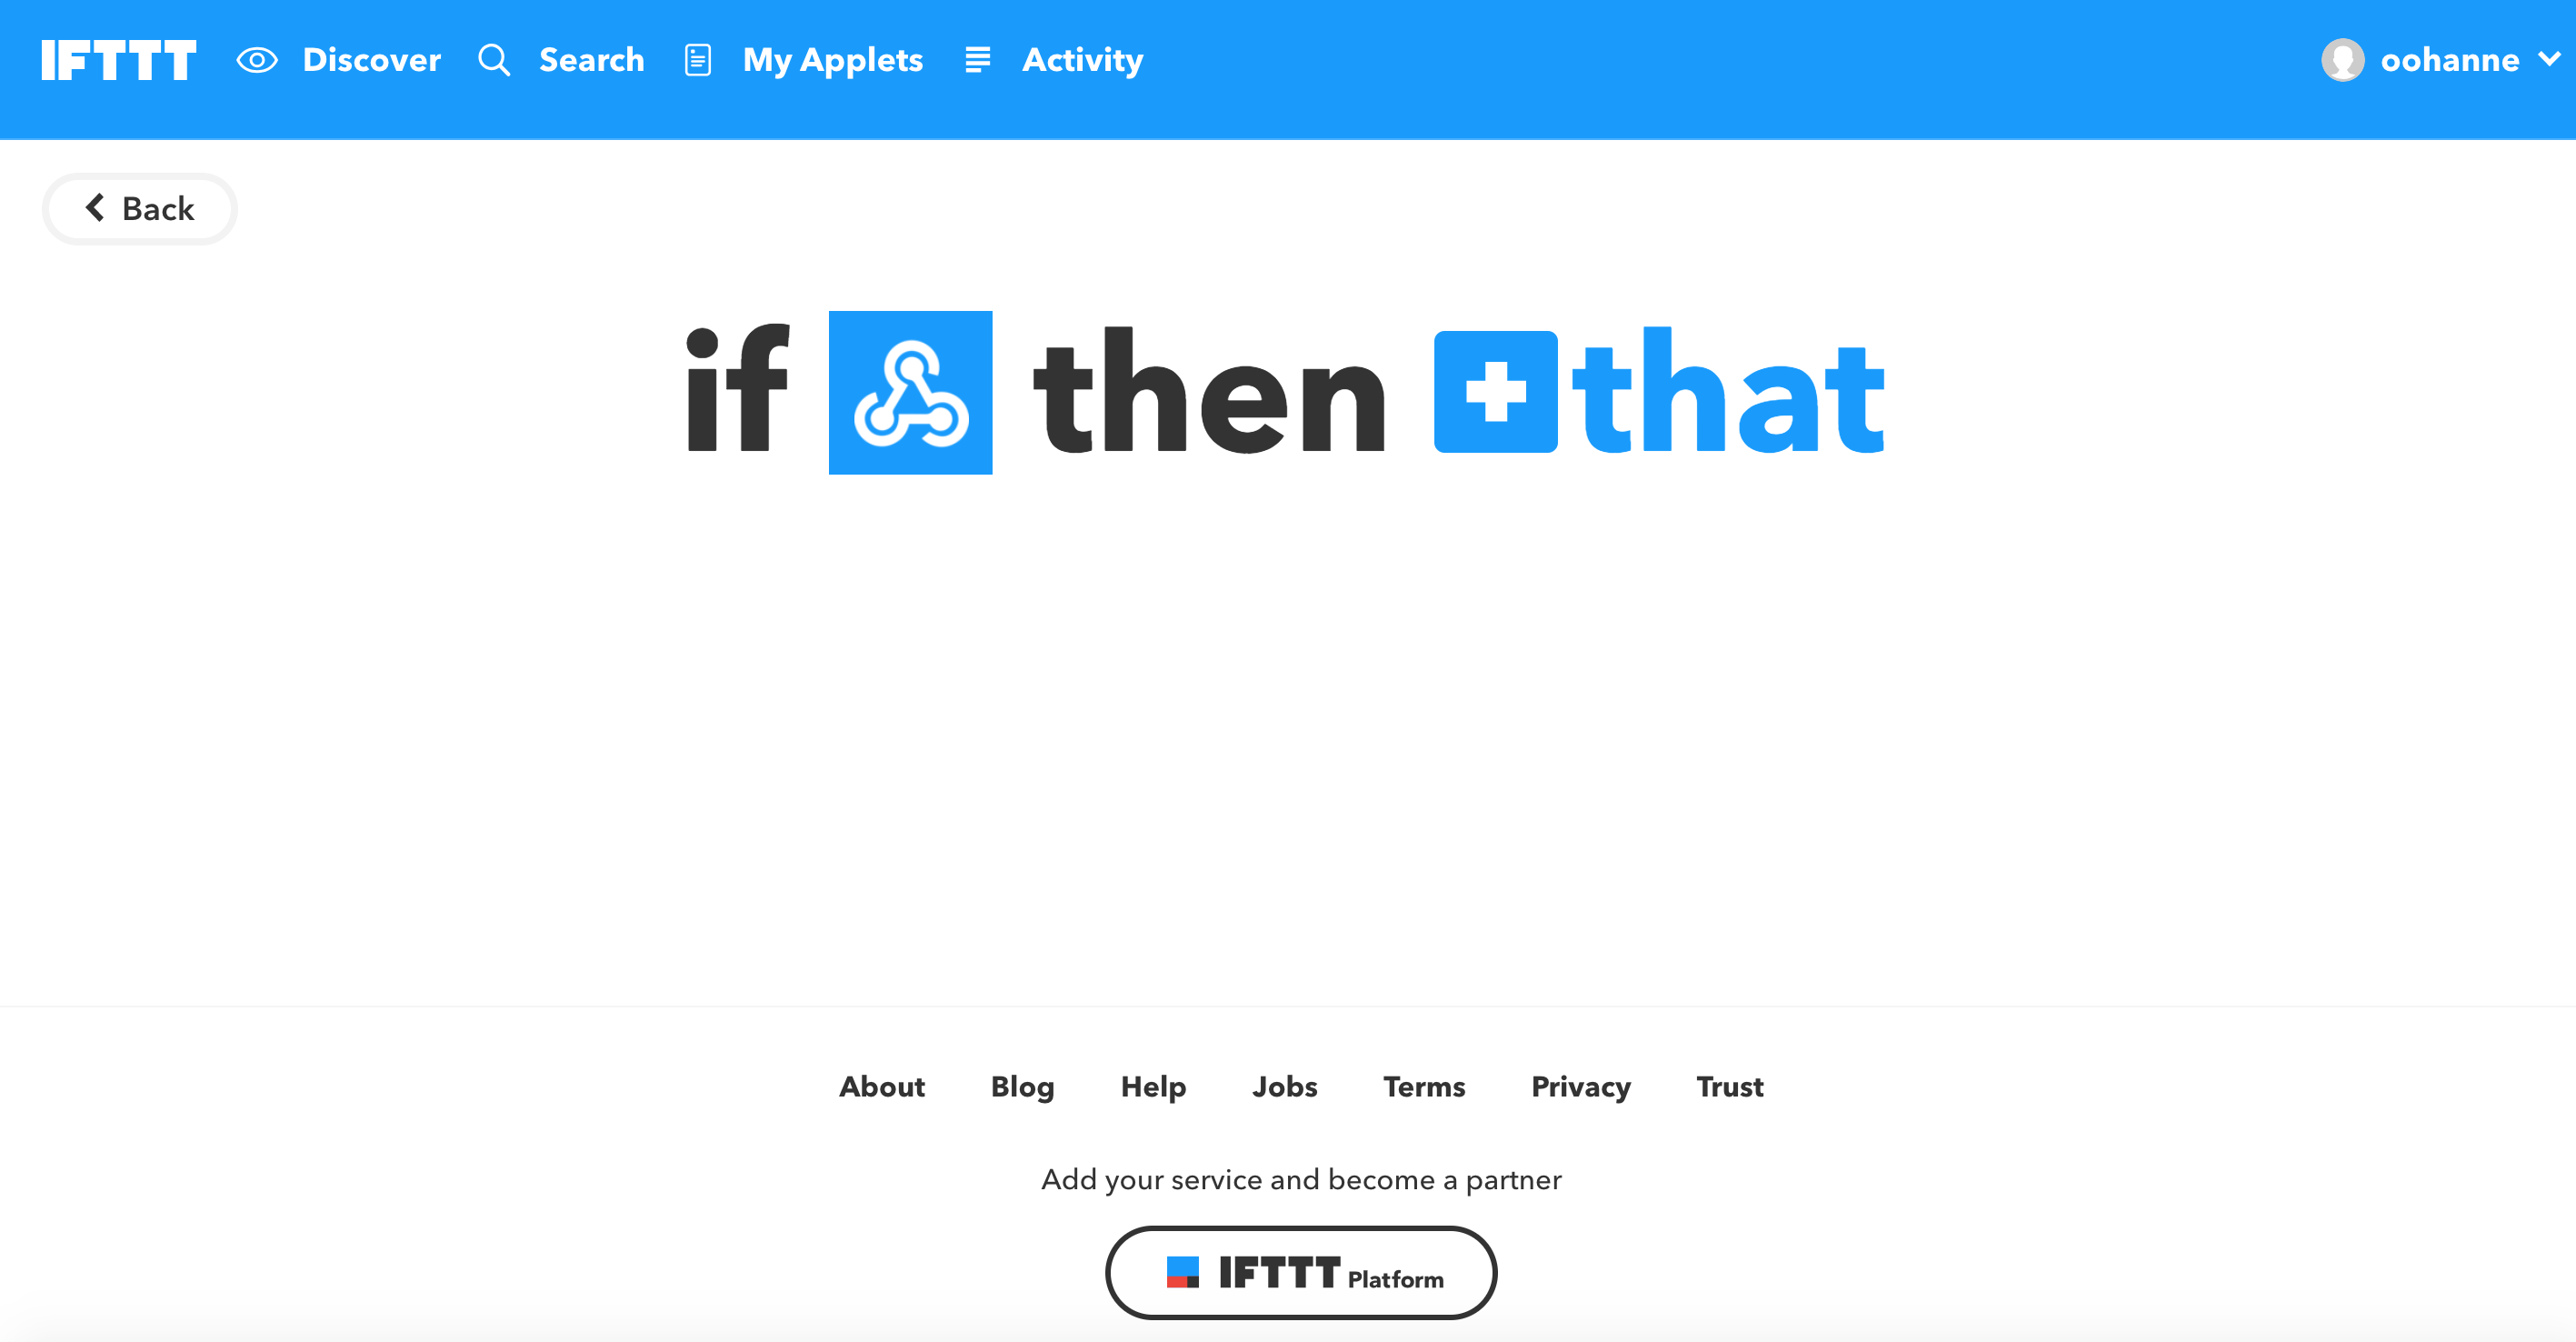 IFTTT Discover Search My Applets Activity oohanne
Back
if then that
About Blog Help Jobs Terms Privacy Trust
Add your service and become a partner
IFTTT Platform